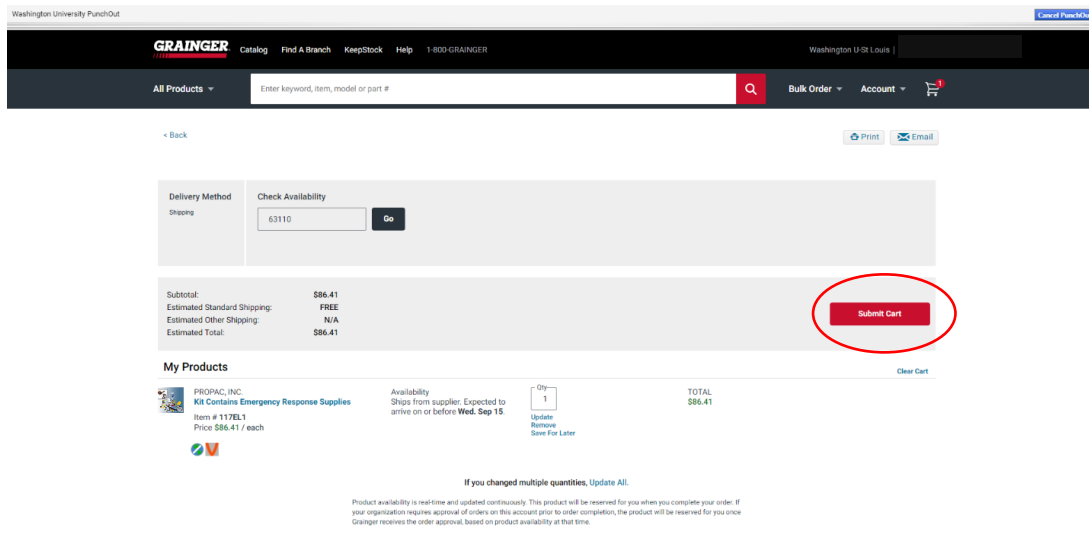 Washington University PunchOut
Cancel PunchOu
GRAINGER
Catalog Find A Branch KeepStock Help 1-800-GRAINGER
Washington U-St Louis |
All Products
Enter keyword, item, model or part #
Bulk Order Account 1
< Back
Print Email
Delivery Method
Shipping
Check Availability
63110 Go
Subtotal: $86.41
Estimated Standard Shipping: FREE
Estimated Other Shipping: N/A
Estimated Total: $86.41
Submit Cart
My Products
Clear Cart
PROPAC, INC.
Kit Contains Emergency Response Supplies
Item # 117EL1
Price $86.41 / each
Availability
Ships from supplier. Expected to
arrive on or before Wed. Sep 15.
Qty
1
Update
Remove
Save For Later
TOTAL
$86.41
If you changed multiple quantities, Update All.
Product availability is real-time and updated continuously. This product will be reserved for you when you complete your order. If
your organization requires approval of orders on this account prior to order completion, the product will be reserved for you once
Grainger receives the order approval, based on product availability at that time.